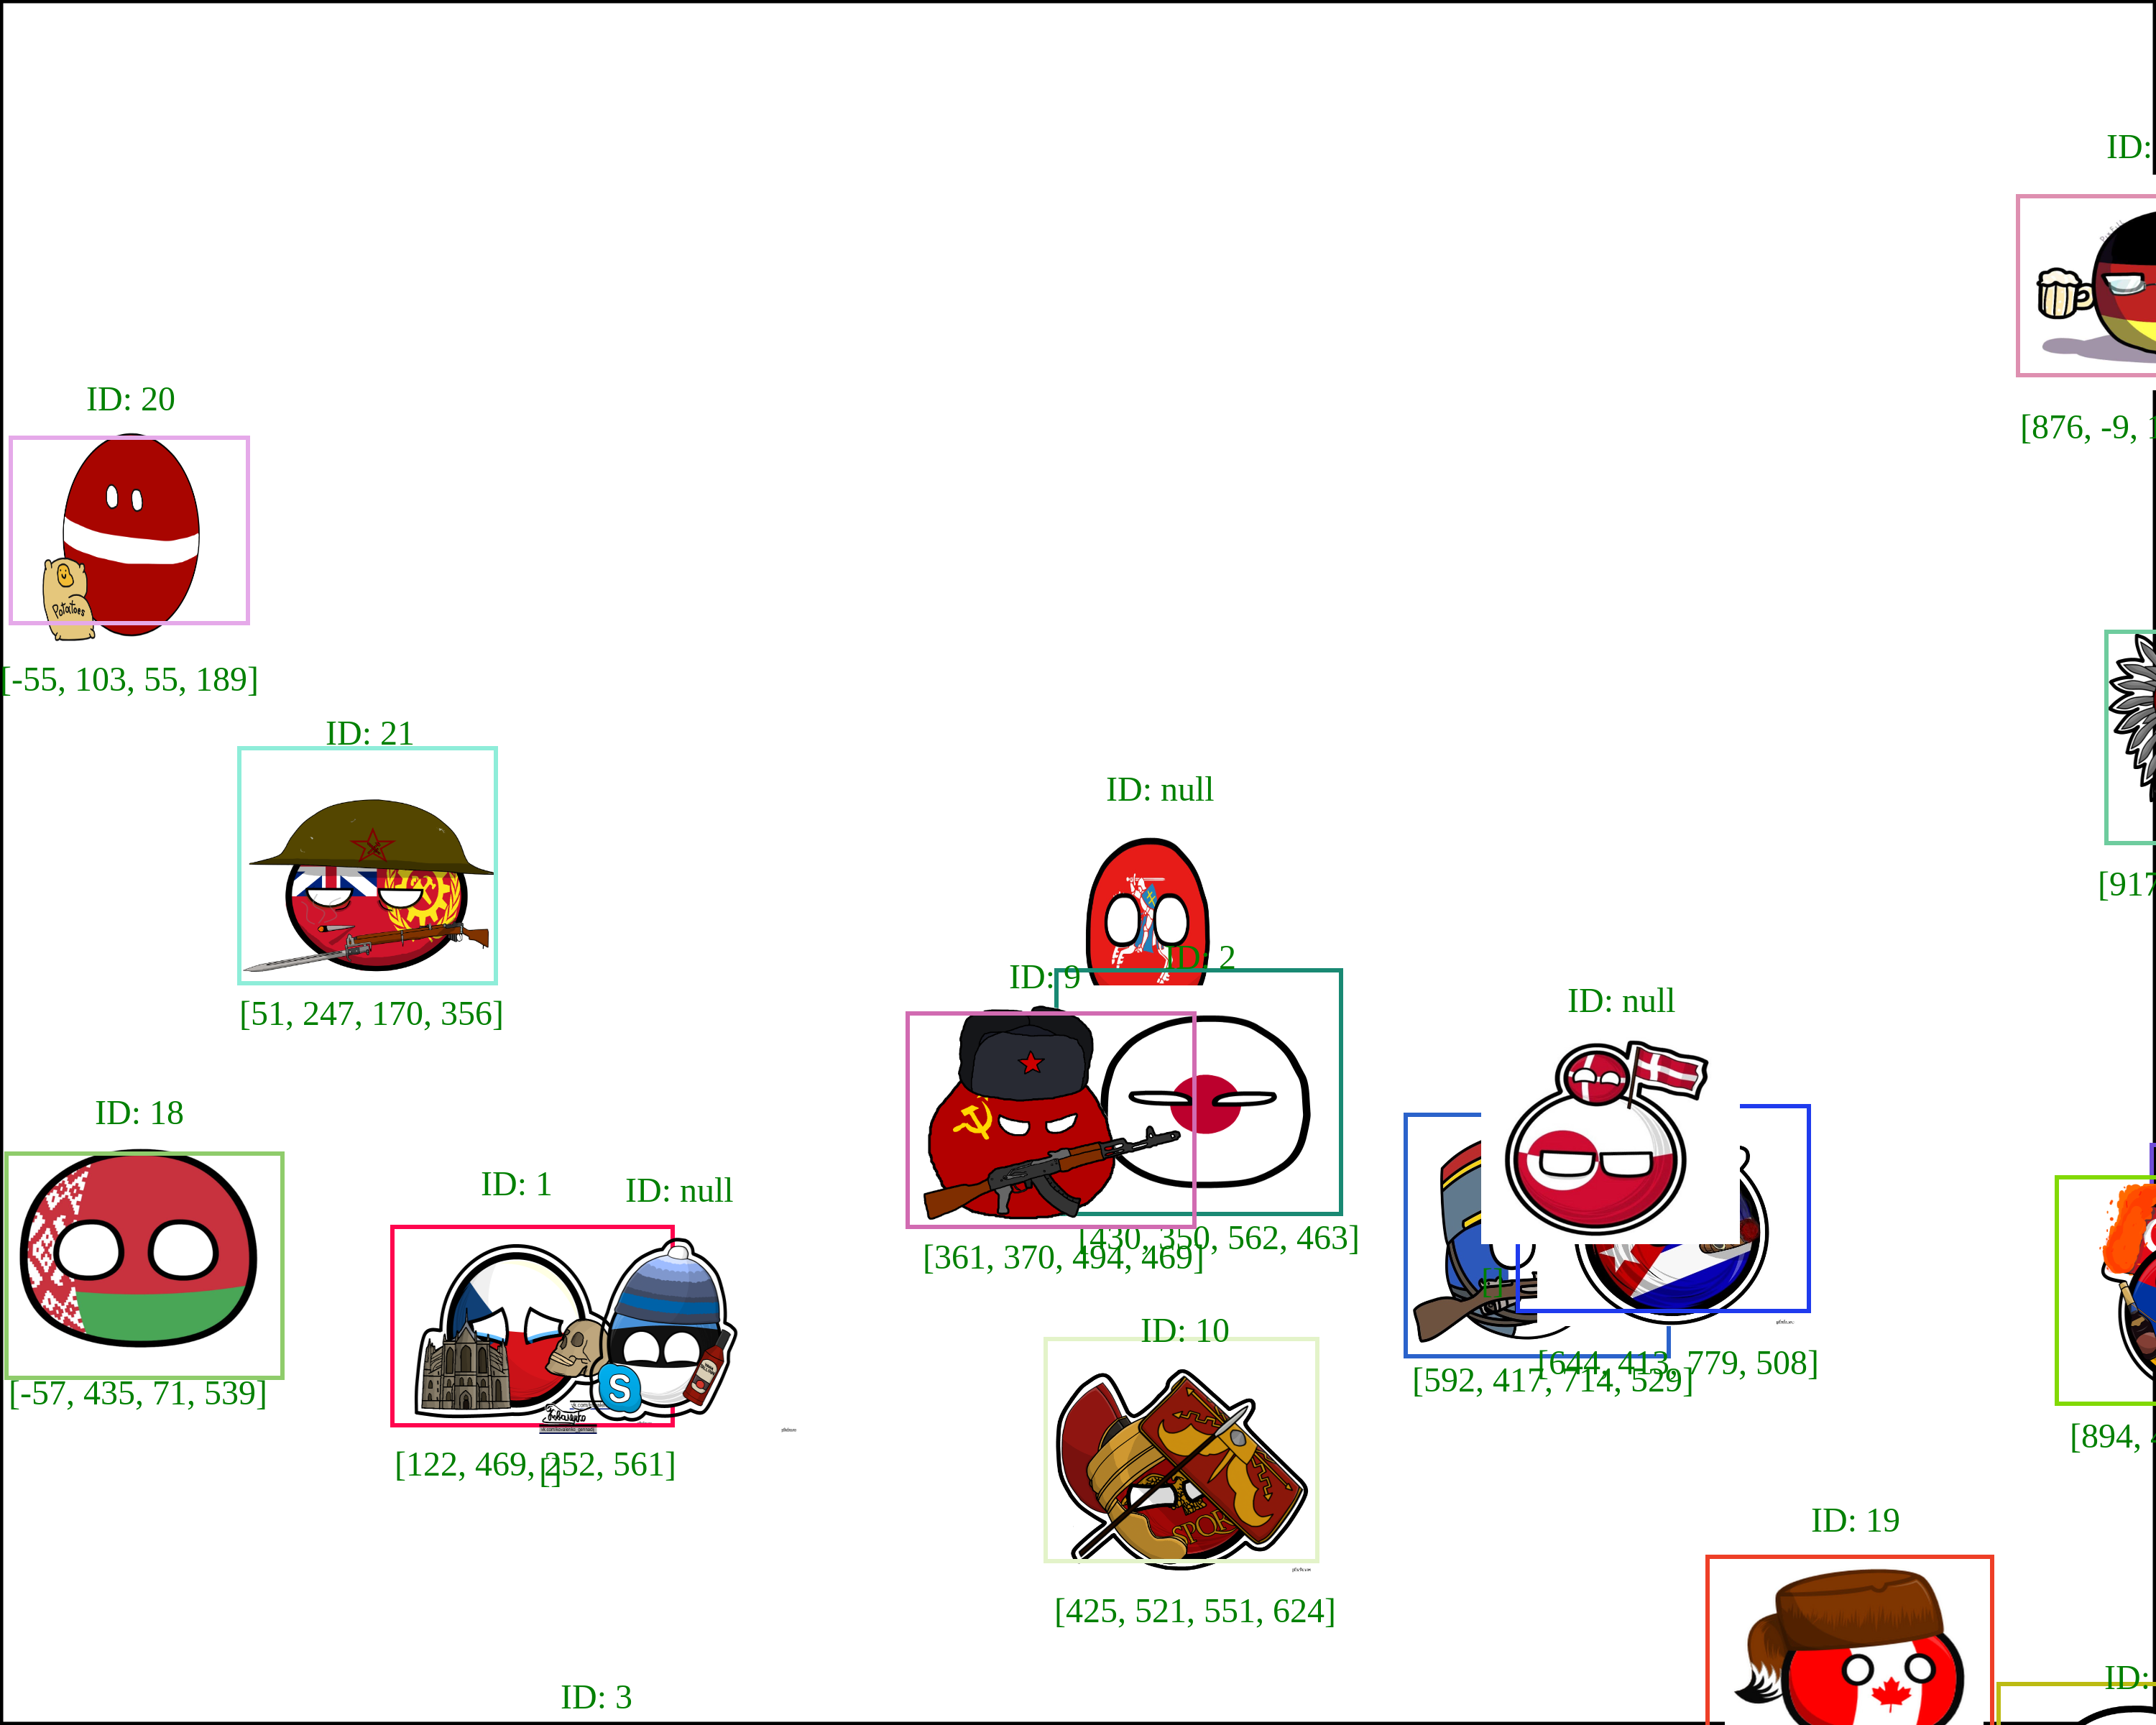 ID:
[876, -9, 1
ID: 20
Potatoes
[-55, 103, 55, 189]
ID: 21
[51, 247, 170, 356]
ID: null
[917
ID: 2
ID: 9
ID: null
ID: 18
ID: 1
ID: null
[430, 350, 562, 463]
[361, 370, 494, 469]
[]
S
ID: 10
[644, 413, 779, 508]
[592, 417, 714, 529]
[-57, 435, 71, 539]
[894,
[122, 469, 252, 561]
[]
SPQR
ID: 19
[425, 521, 551, 624]
ID: 3
ID: